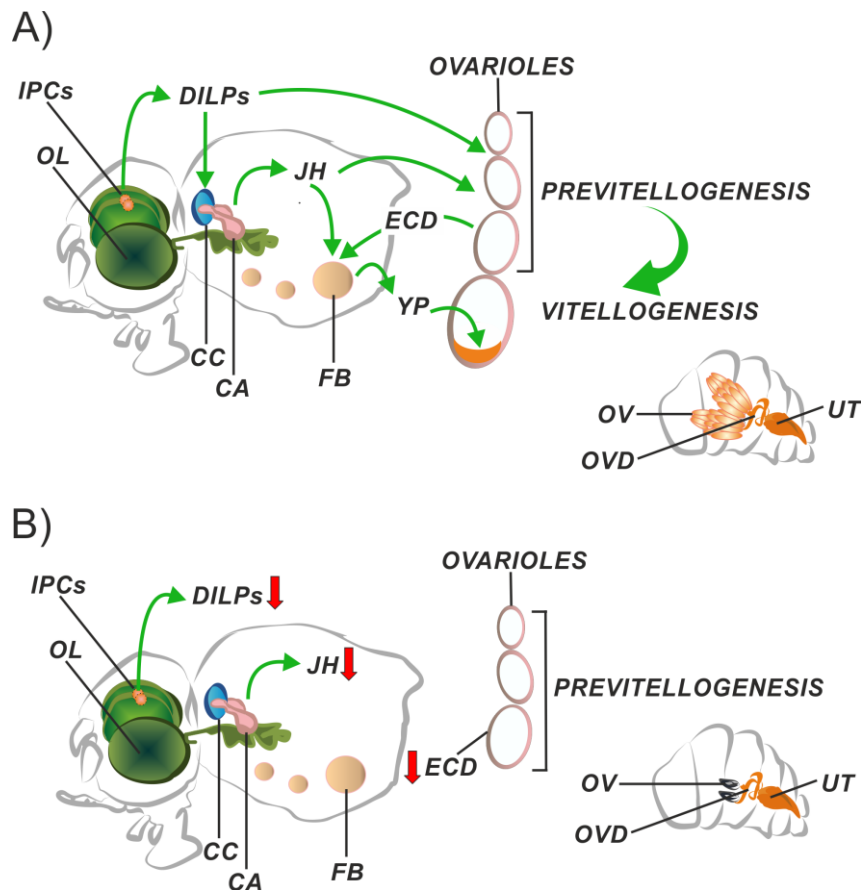 A)
OVARIOLES
IPCs
DILPs
OL
JH
PREVITELLOGENESIS
ECD
YP
VITELLOGENESIS
CC
CA
FB
OV
UT
OVD
B)
OVARIOLES
IPCs
DILPs
OL
JH
PREVITELLOGENESIS
ECD
OV
UT
OVD
CC
CA
FB